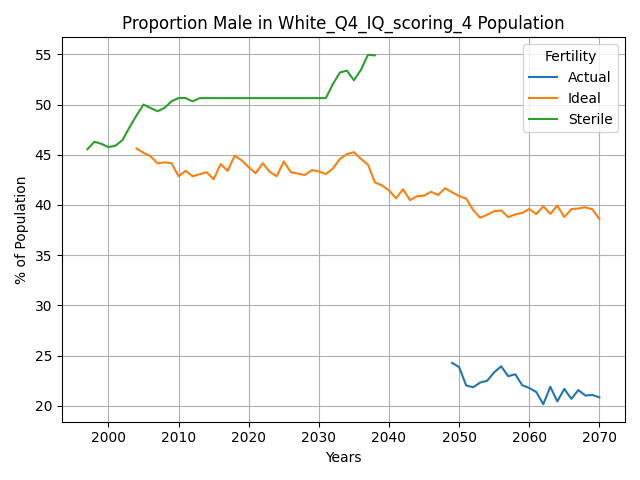 Proportion Male in White_Q4_IQ_scoring_4 Population
Fertility
Actual
Ideal
Sterile
% of Population
55
50
45
40
35
30
25
20
2000
2010
2020
2030
2040
2050
2060
2070
Years